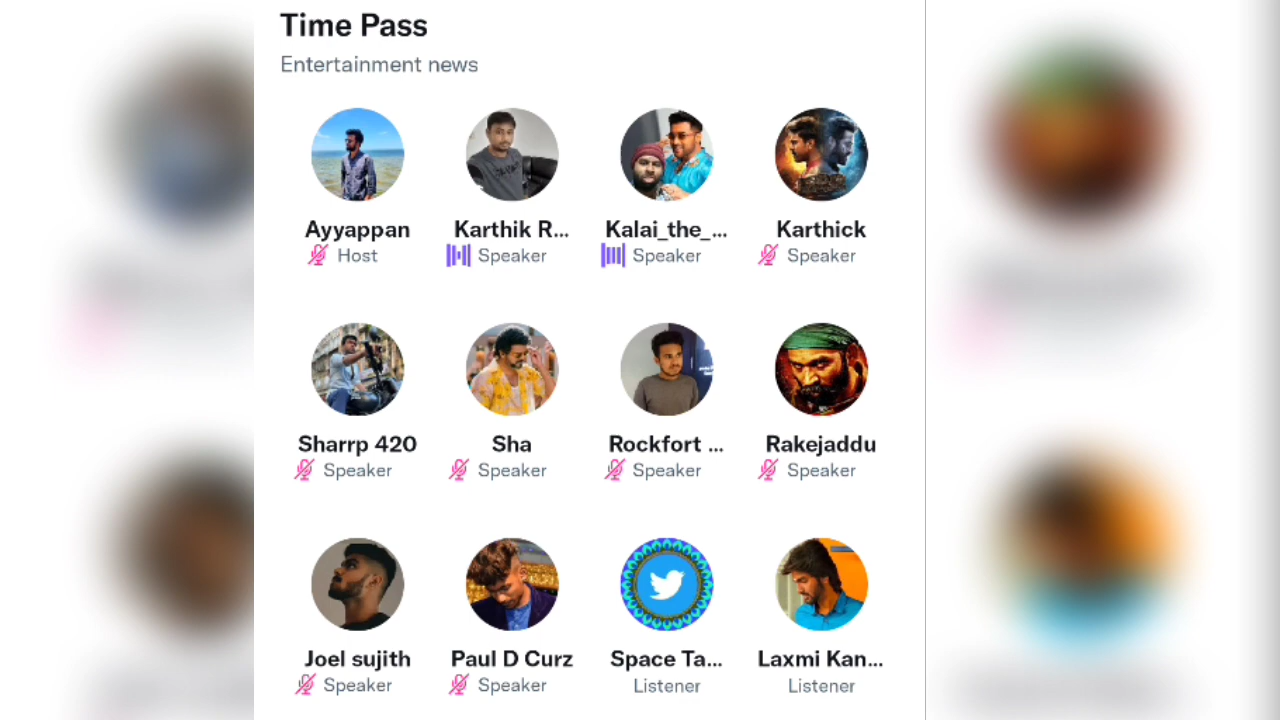 Time Pass
Entertainment news
Ayyappan Karthik R... Kalai_the_... Karthick
Host Speaker Speaker Speaker
Sharrp 420 Sha Rockfort ... Rakejaddu
Speaker Speaker Speaker Speaker
Joel sujith Paul D Curz Space Ta... Laxmi Kan...
Speaker Speaker Listener Listener